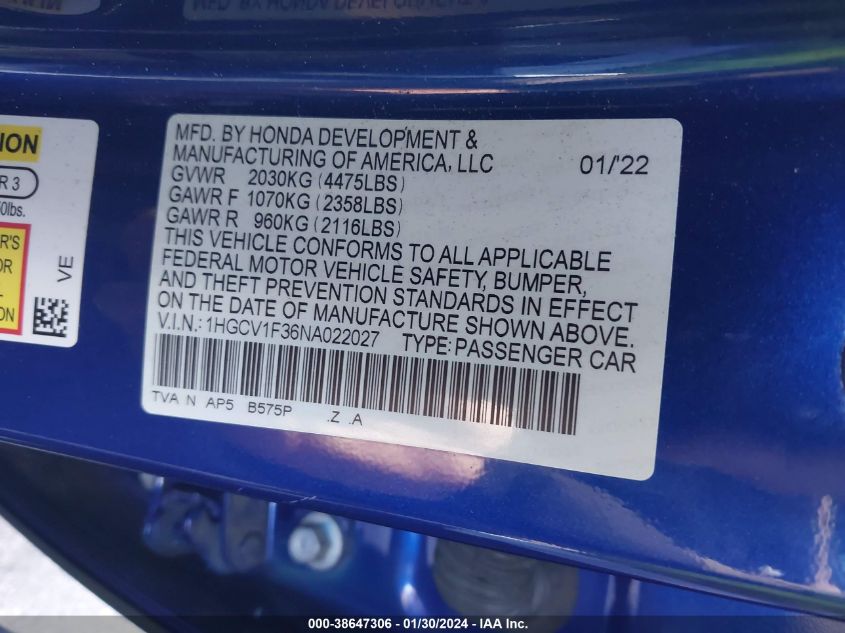 MFD. BY HONDA DEVELOPMENT &
MANUFACTURING OF AMERICA, LLC 01/'22
GVWR 2030KG (4475LBS)
GAWR F 1070KG (2358LBS)
GAWR R 960KG (2116LBS)
THIS VEHICLE CONFORMS TO ALL APPLICABLE
FEDERAL MOTOR VEHICLE SAFETY, BUMPER,
AND THEFT PREVENTION STANDARDS IN EFFECT
ON THE DATE OF MANUFACTURE SHOWN ABOVE.
V.I.N.: 1HGCV1F36NA022027 TYPE: PASSENGER CAR
TVA N AP5 B575P .Z .A
R 3
lbs.
VE
000-38647306 - 01/30/2024 - IAA Inc.